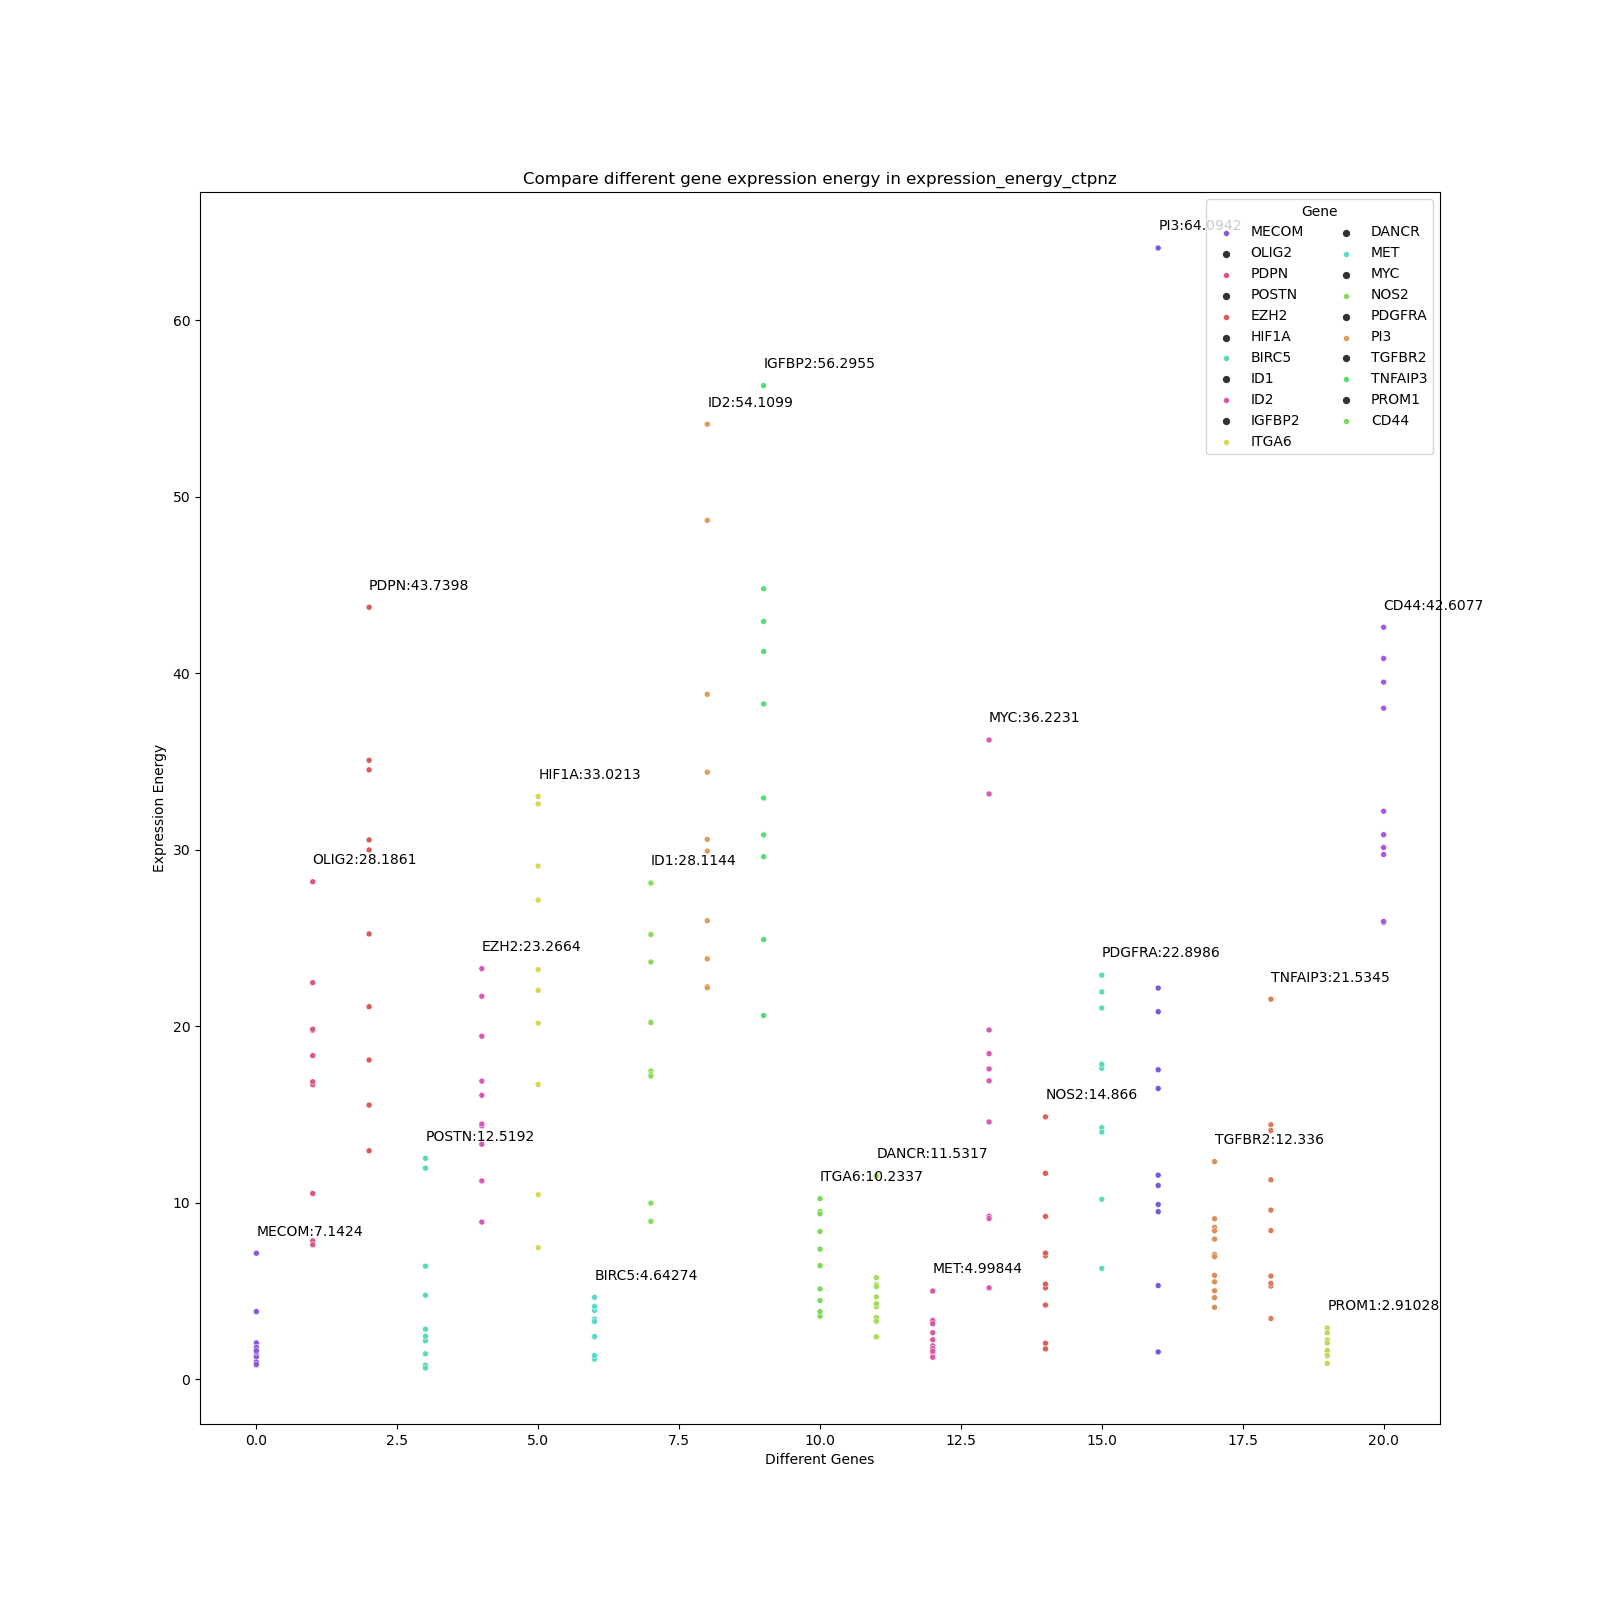 Compare different gene expression energy in expression_energy_ctpnz
PI3:64.0942
Gene
MECOM
OLIG2
PDPN
POSTN
EZH2
HIF1A
BIRC5
ID1
ID2
IGFBP2
ITGA6
DANCR
MET
MYC
NOS2
PDGFRA
PI3
TGFBR2
TNFAIP3
PROM1
CD44
IGFBP2:56.2955
ID2:54.1099
PDPN:43.7398
CD44:42.6077
MYC:36.2231
HIF1A:33.0213
OLIG2:28.1861
ID1:28.1144
EZH2:23.2664
PDGFRA:22.8986
TNFAIP3:21.5345
NOS2:14.866
POSTN:12.5192
TGFBR2:12.336
DANCR:11.5317
ITGA6:10.2337
MECOM:7.1424
MET:4.99844
BIRC5:4.64274
PROM1:2.91028
60
50
40
30
20
10
0
Expression Energy
0.0 2.5 5.0 7.5 10.0 12.5 15.0 17.5 20.0
Different Genes